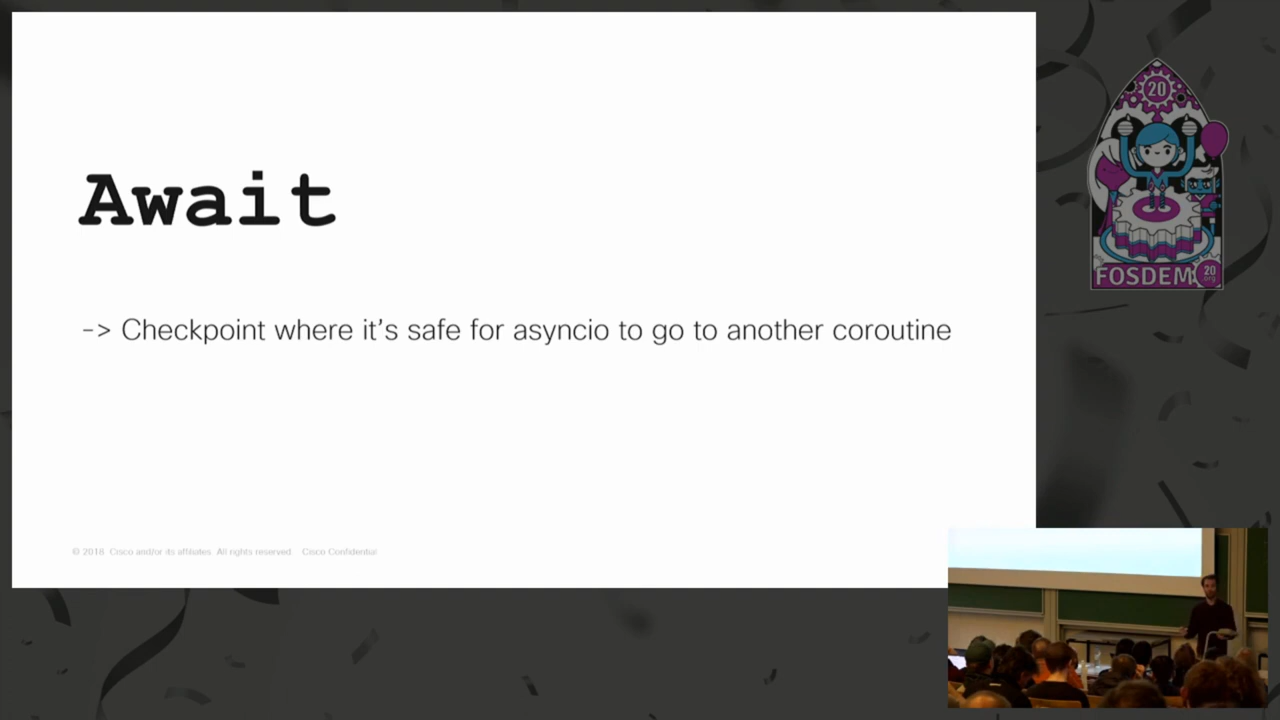 Await
-> Checkpoint where it's safe for asyncio to go to another coroutine
© 2018 Cisco and/or its affiliates. All rights reserved. Cisco Confidential
20
FOSDEM
20
.org